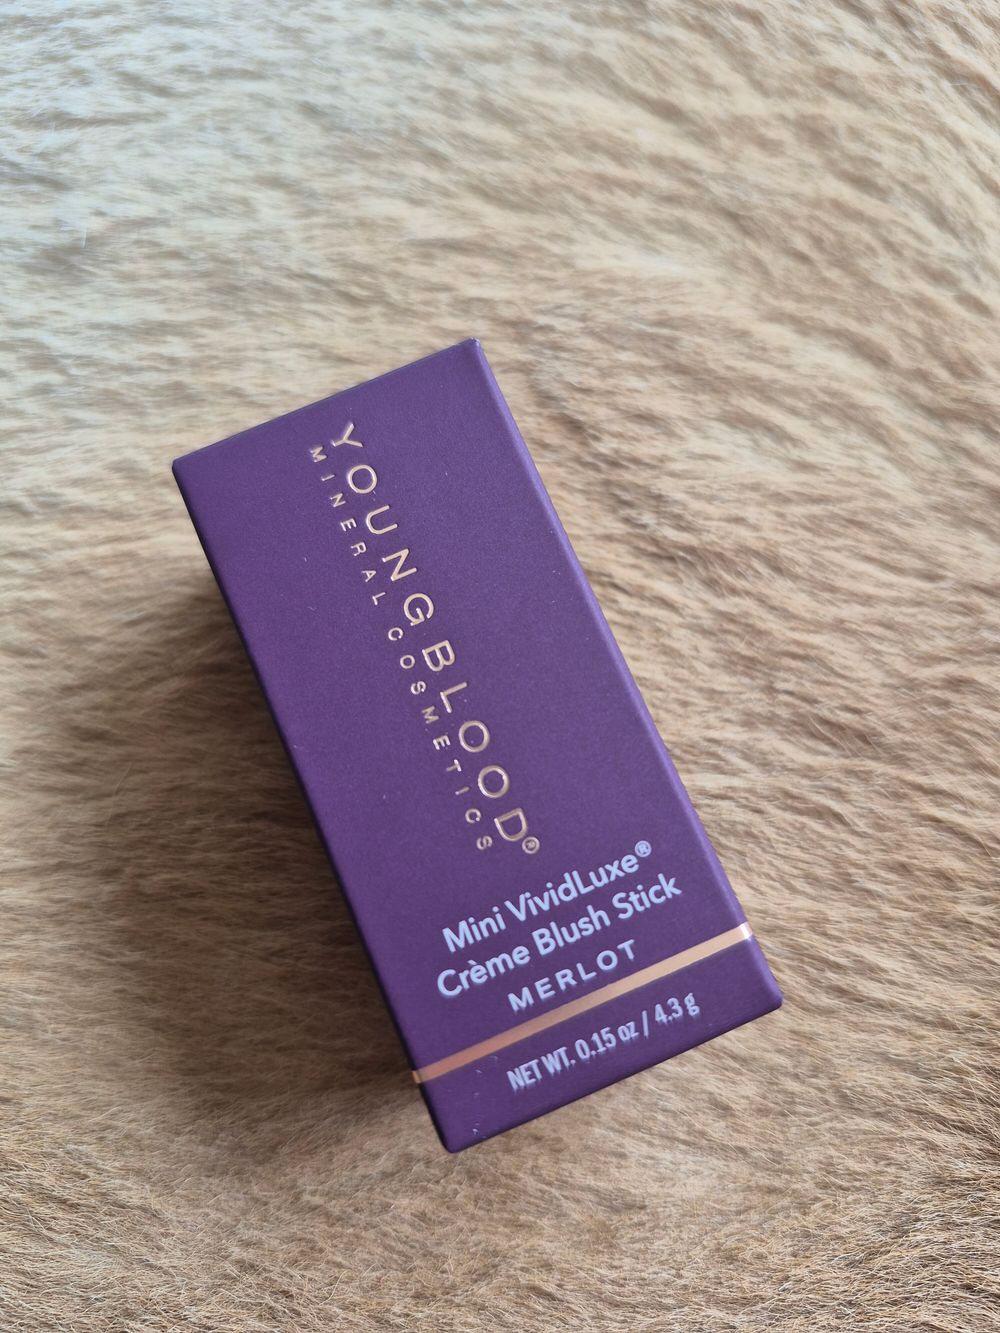 YOUNGBLOOD®
MINERAL COSMETICS
Mini VividLuxe®
Crème Blush Stick
MERLOT
NET WT. 0.15 oz / 4.3 g